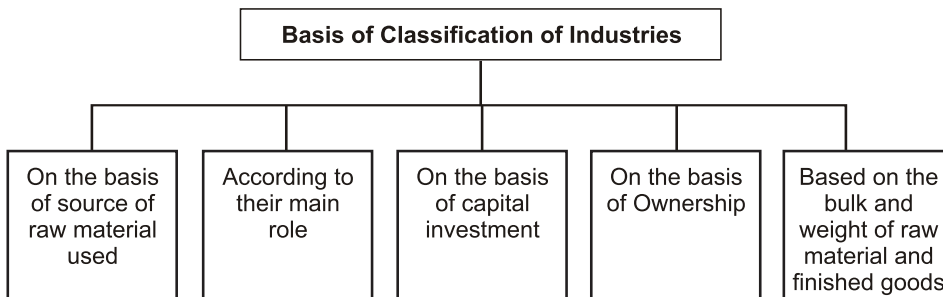 Basis of Classification of Industries
On the basis
of source of
raw material
used
According to
their main
role
On the basis
of capital
investment
On the basis
of Ownership
Based on the
bulk and
weight of raw
material and
finished goods